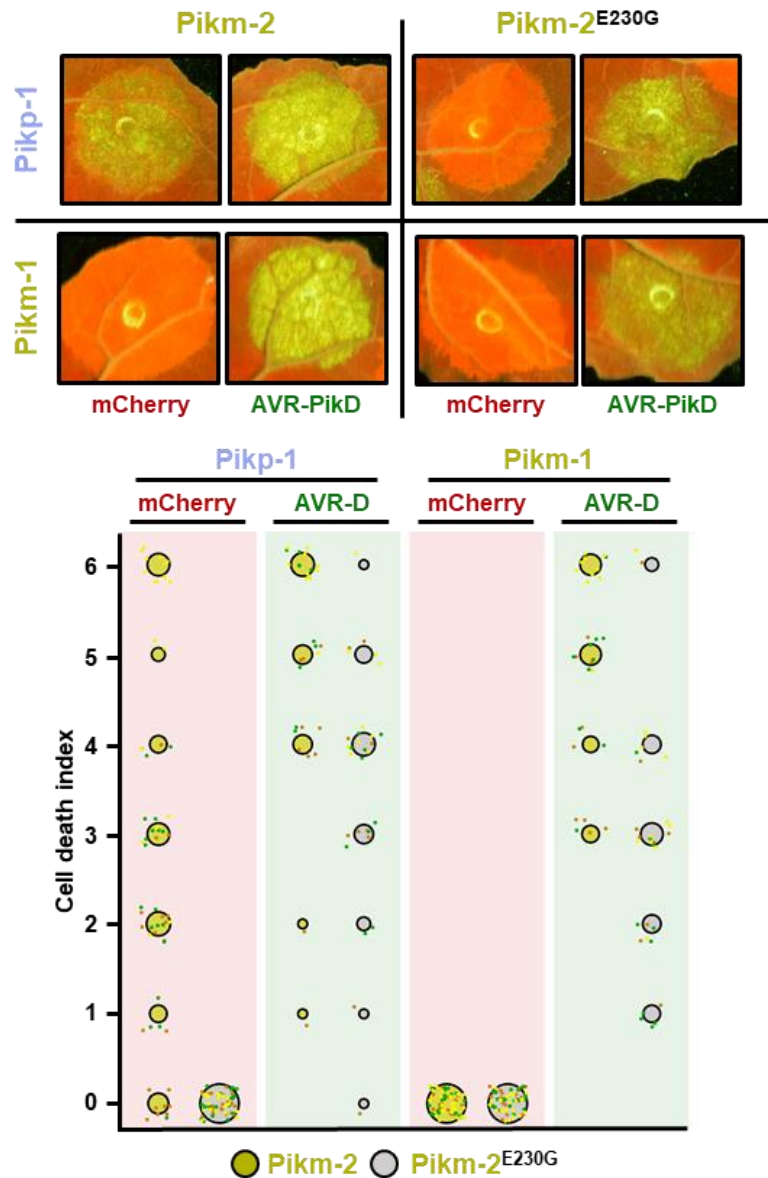 Pikm-2 Pikm-2E230G
Pikp-1
Pikm-1
mCherry AVR-PikD mCherry AVR-PikD
Pikp-1 Pikm-1
mCherry AVR-D mCherry AVR-D
Cell death index
6
5
4
3
2
1
0
Pikm-2 Pikm-2E230G